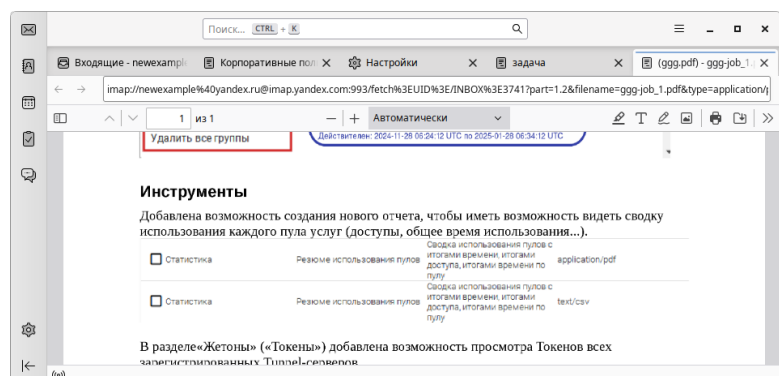 Поиск... CTRL + K
Входящие - newexampl
Корпоративные пол
Настройки
задача
(ggg.pdf) - ggg-job_1.
imap://newexample%40yandex.ru@imap.yandex.com:993/fetch%3EUID%3E/INBOX%3E3741?part=1.2&filename=ggg-job_1.pdf&type=application/
1 из 1
Автоматически
Удалить все группы
Действителен: 2024-11-28 06:24:12 UTC по 2025-01-28 06:34:12 UTC
Инструменты
Добавлена возможность создания нового отчета, чтобы иметь возможность видеть сводку
использования каждого пула услуг (доступы, общее время использования...).
Статистика
Резюме использования пулов
Сводка использования пулов с
итогами времени, итогами
доступа, итогами времени по
пулу
application/pdf
Статистика
Резюме использования пулов
Сводка использования пулов с
итогами времени, итогами
доступа, итогами времени по
пулу
text/csv
В разделе«Жетоны» («Токены») добавлена возможность просмотра Токенов всех
зарегистрированных Tunnel-серверов